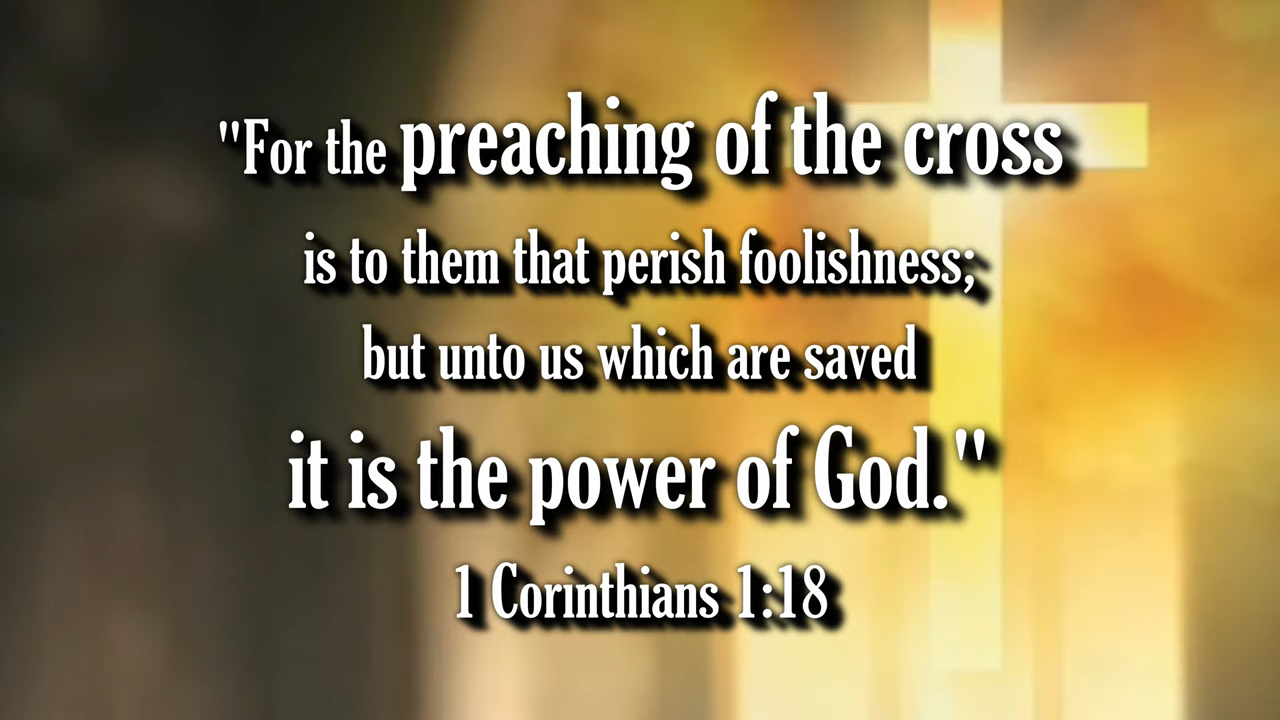 "For the preaching of the cross
is to them that perish foolishness;
but unto us which are saved
it is the power of God."
1 Corinthians 1:18